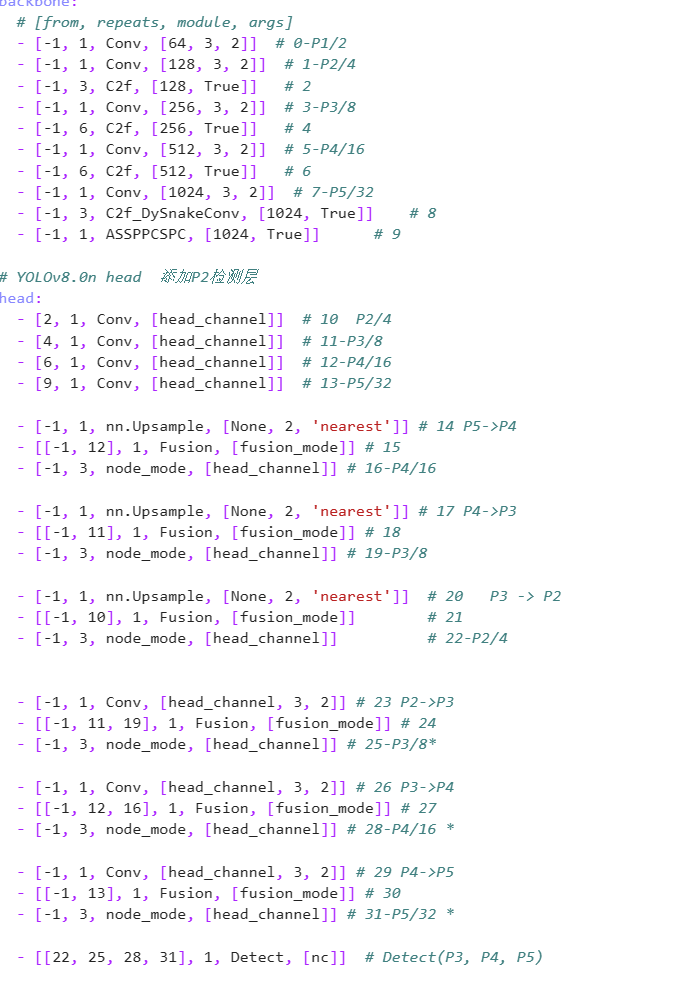 backbone:
# [from, repeats, module, args]
- [-1, 1, Conv, [64, 3, 2]]  # 0-P1/2
- [-1, 1, Conv, [128, 3, 2]]  # 1-P2/4
- [-1, 3, C2f, [128, True]]   # 2
- [-1, 1, Conv, [256, 3, 2]]  # 3-P3/8
- [-1, 6, C2f, [256, True]]   # 4
- [-1, 1, Conv, [512, 3, 2]]  # 5-P4/16
- [-1, 6, C2f, [512, True]]   # 6
- [-1, 1, Conv, [1024, 3, 2]]  # 7-P5/32
- [-1, 3, C2f_DySnakeConv, [1024, True]]    # 8
- [-1, 1, ASSPPCSPC, [1024, True]]      # 9
# YOLOv8.0n head  添加P2检测层
head:
- [2, 1, Conv, [head_channel]]  # 10  P2/4
- [4, 1, Conv, [head_channel]]  # 11-P3/8
- [6, 1, Conv, [head_channel]]  # 12-P4/16
- [9, 1, Conv, [head_channel]]  # 13-P5/32
- [-1, 1, nn.Upsample, [None, 2, 'nearest']] # 14 P5->P4
- [[-1, 12], 1, Fusion, [fusion_mode]] # 15
- [-1, 3, node_mode, [head_channel]] # 16-P4/16
- [-1, 1, nn.Upsample, [None, 2, 'nearest']] # 17 P4->P3
- [[-1, 11], 1, Fusion, [fusion_mode]] # 18
- [-1, 3, node_mode, [head_channel]] # 19-P3/8
- [-1, 1, nn.Upsample, [None, 2, 'nearest']]  # 20   P3 -> P2
- [[-1, 10], 1, Fusion, [fusion_mode]]        # 21
- [-1, 3, node_mode, [head_channel]]          # 22-P2/4
- [-1, 1, Conv, [head_channel, 3, 2]] # 23 P2->P3
- [[-1, 11, 19], 1, Fusion, [fusion_mode]] # 24
- [-1, 3, node_mode, [head_channel]] # 25-P3/8*
- [-1, 1, Conv, [head_channel, 3, 2]] # 26 P3->P4
- [[-1, 12, 16], 1, Fusion, [fusion_mode]] # 27
- [-1, 3, node_mode, [head_channel]] # 28-P4/16 *
- [-1, 1, Conv, [head_channel, 3, 2]] # 29 P4->P5
- [[-1, 13], 1, Fusion, [fusion_mode]] # 30
- [-1, 3, node_mode, [head_channel]] # 31-P5/32 *
- [[22, 25, 28, 31], 1, Detect, [nc]]  # Detect(P3, P4, P5)